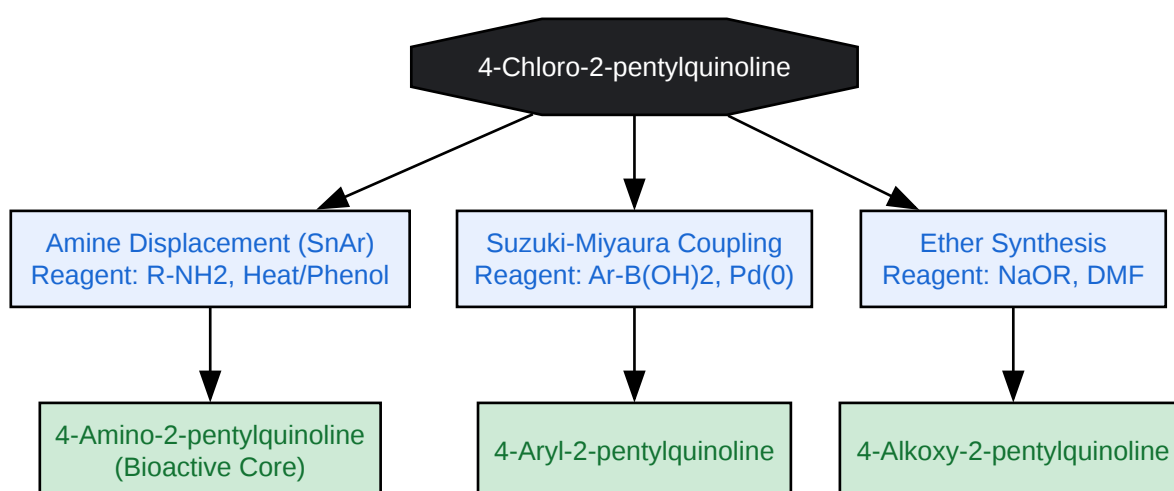 4-Chloro-2-pentylquinoline
Amine Displacement (SnAr)
Reagent: R-NH2, Heat/Phenol
Suzuki-Miyaura Coupling
Reagent: Ar-B(OH)2, Pd(0)
Ether Synthesis
Reagent: NaOR, DMF
4-Amino-2-pentylquinoline
(Bioactive Core)
4-Aryl-2-pentylquinoline
4-Alkoxy-2-pentylquinoline